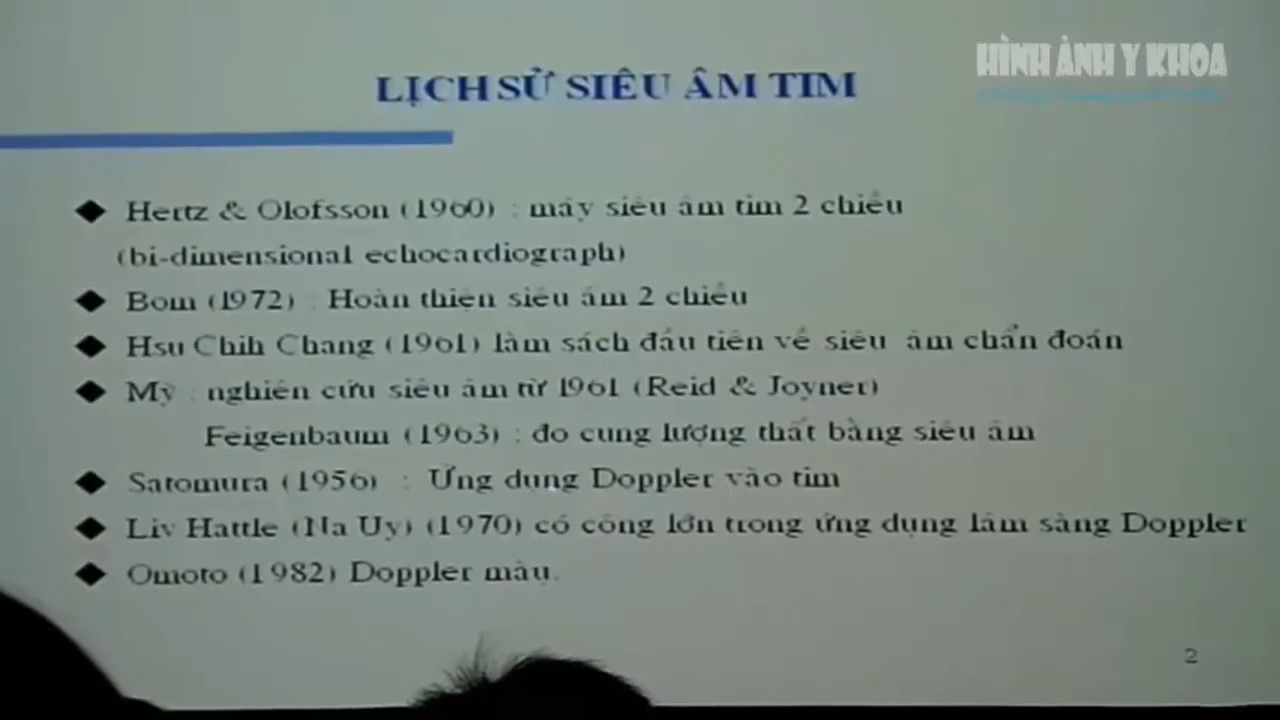 HÌNH ẢNH Y KHOA
LỊCH SỬ SIÊU ÂM TIM
Hertz & Olofsson (1960) : máy siêu âm tim 2 chiều
(bi-dimensional echocardiograph)
Bom (1972) : Hoàn thiện siêu âm 2 chiều
Hsu Chih Chang (1961) làm sách đầu tiên về siêu âm chẩn đoán
Mỹ : nghiên cứu siêu âm từ 1961 (Reid & Joyner)
Feigenbaum (1963) : đo cung lượng thất bằng siêu âm
Satomura (1956) : Ứng dụng Doppler vào tim
Liv Hattle (Na Uy) (1970) có công lớn trong ứng dụng lâm sàng Doppler
Omoto (1982) Doppler màu.
2